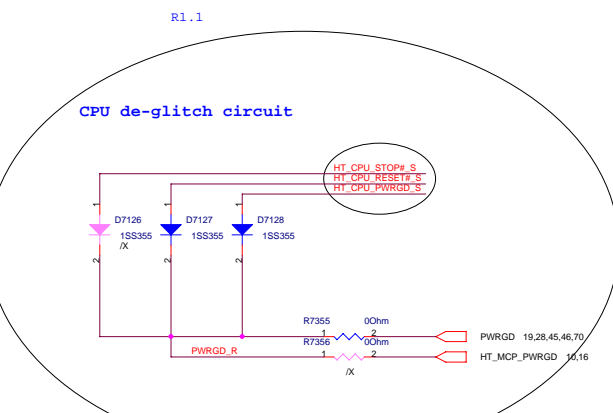 R1.1
CPU de-glitch circuit
HT_CPU_STOP#_S
HT_CPU_RESET#_S
HT_CPU_PWRGD_S
1 1 1
D7126 D7127 D7128
1SS355 1SS355 1SS355
/X
2 2 2
R7355 0Ohm
1 2 PWRGD 19,28,45,46,70
R7356 0Ohm
PWRGD_R 1 2 HT_MCP_PWRGD 10,16
/X